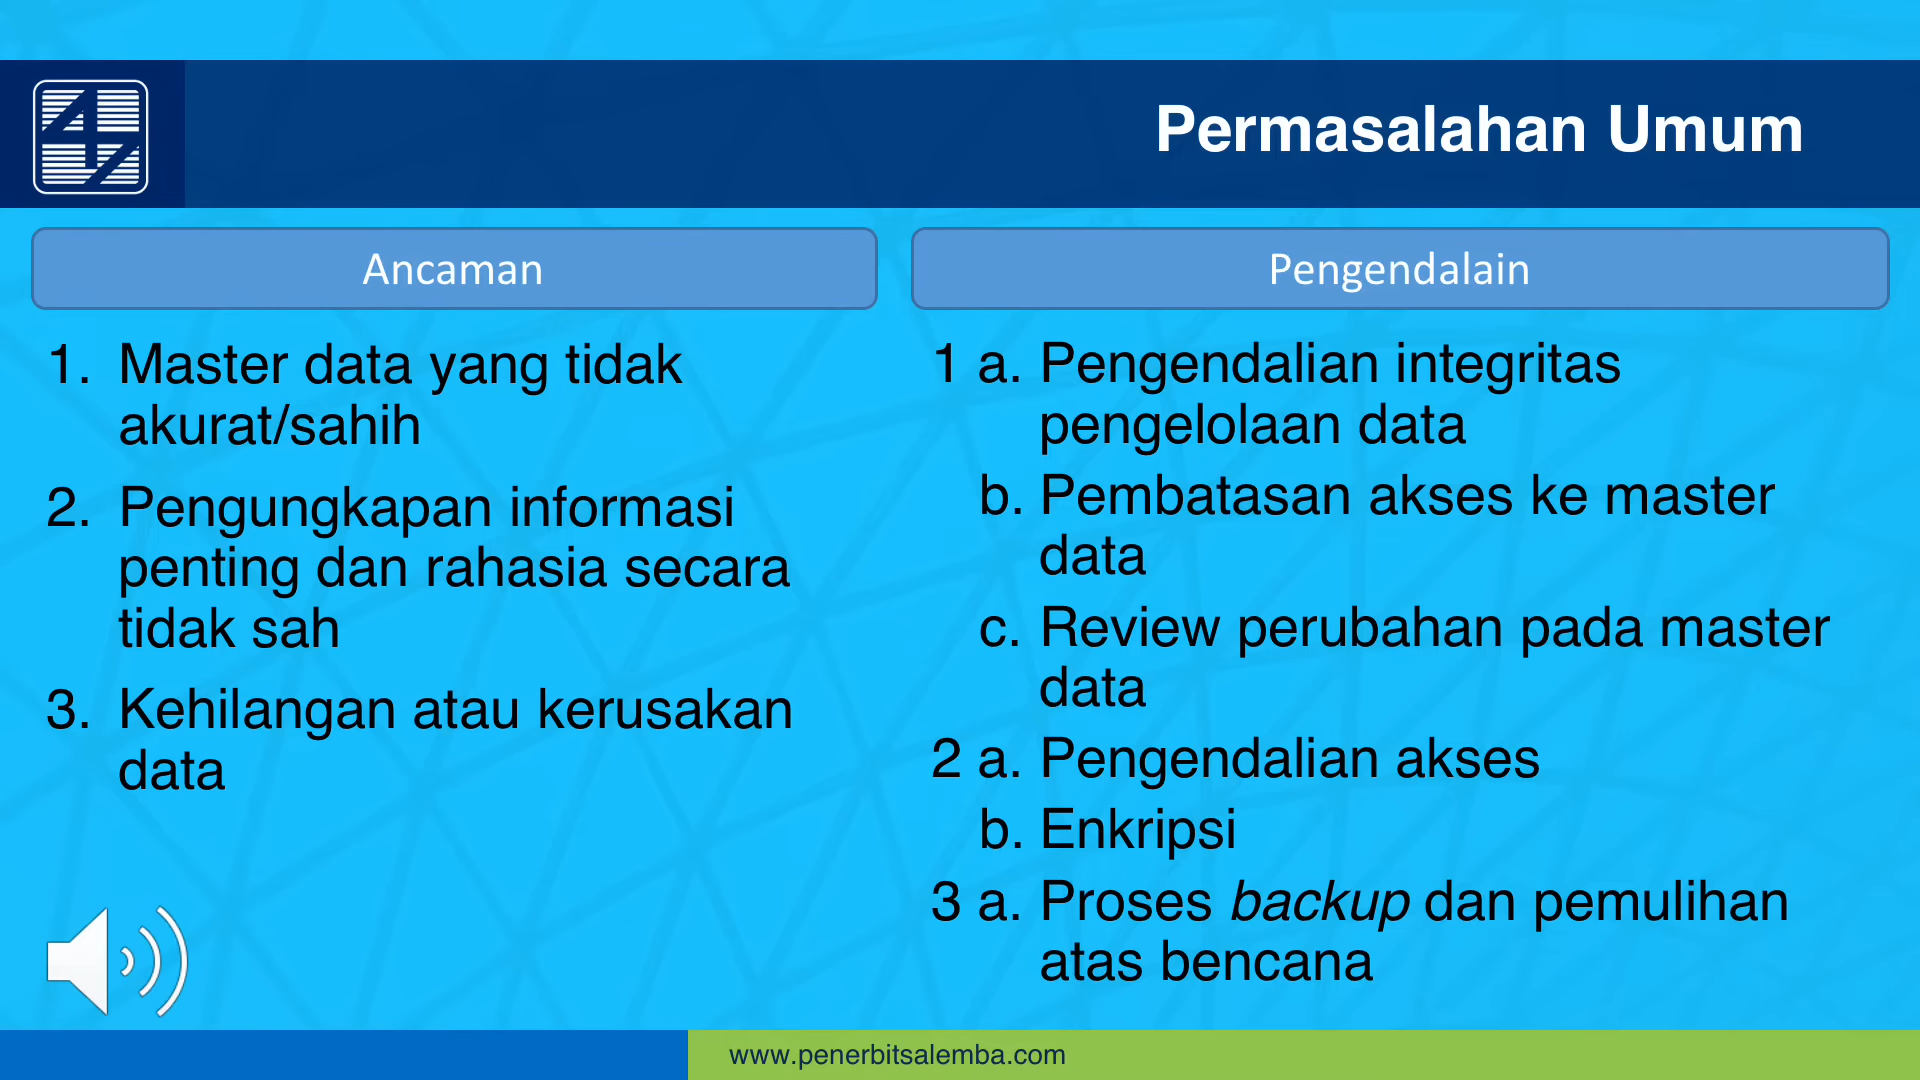 Permasalahan Umum
Ancaman
1. Master data yang tidak
akurat/sahih
2. Pengungkapan informasi
penting dan rahasia secara
tidak sah
3. Kehilangan atau kerusakan
data
Pengendalain
1 a. Pengendalian integritas
pengelolaan data
b. Pembatasan akses ke master
data
c. Review perubahan pada master
data
2 a. Pengendalian akses
b. Enkripsi
3 a. Proses backup dan pemulihan
atas bencana
www.penerbitsalemba.com